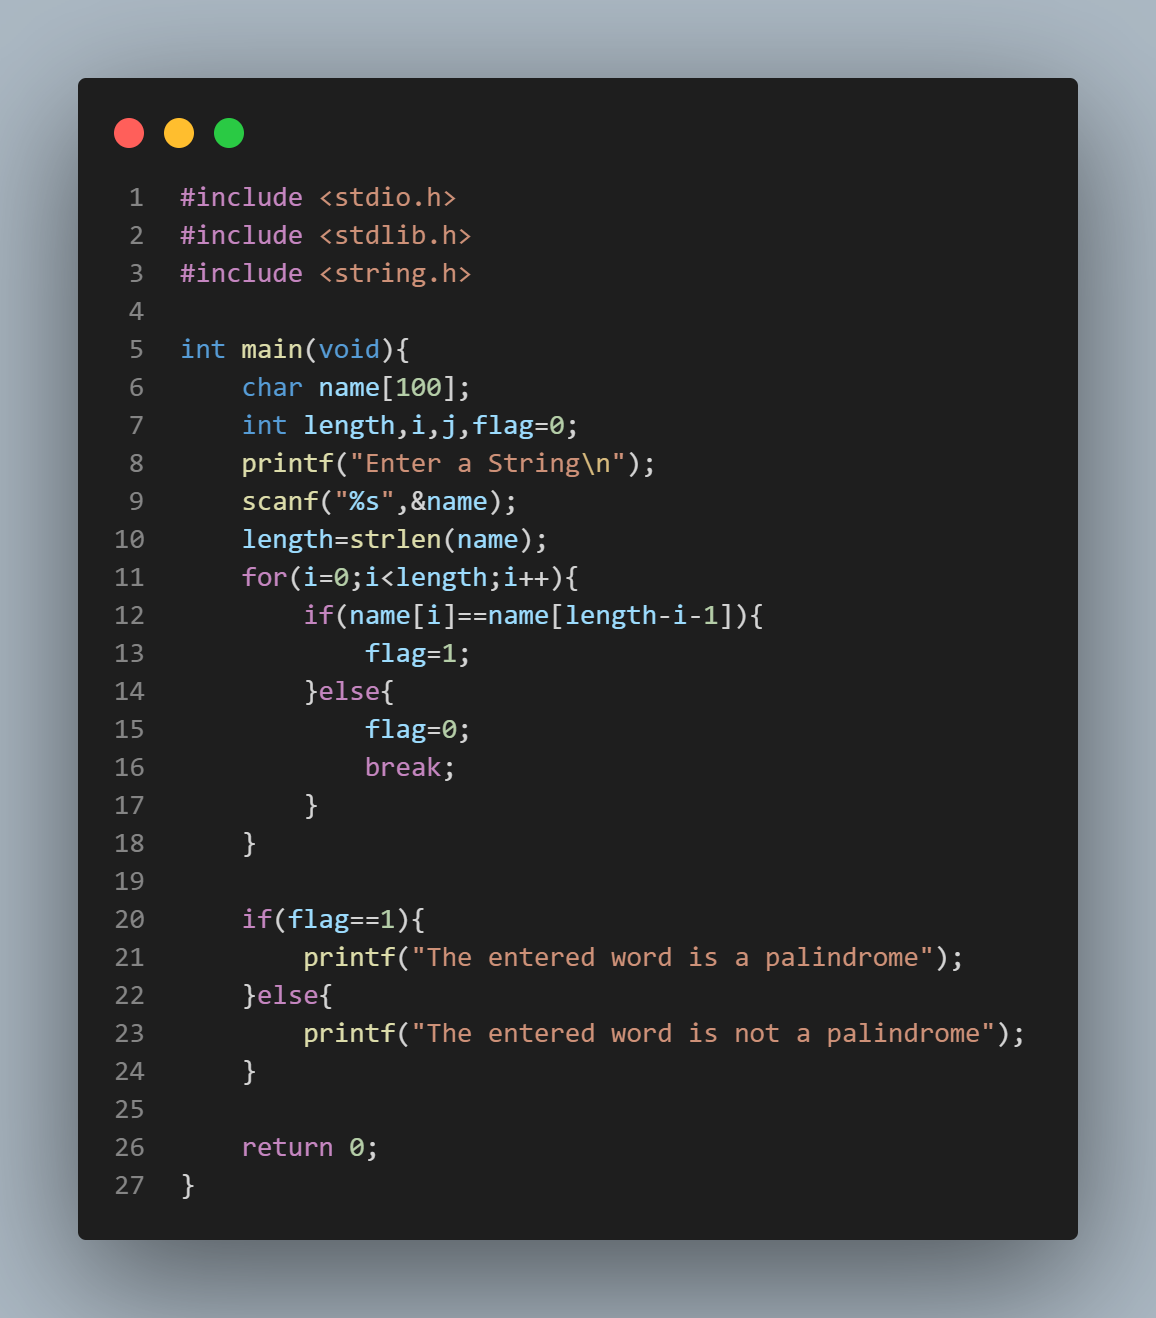 1 #include <stdio.h>
2 #include <stdlib.h>
3 #include <string.h>
4
5 int main(void){
6     char name[100];
7     int length,i,j,flag=0;
8     printf("Enter a String\n");
9     scanf("%s",&name);
10     length=strlen(name);
11     for(i=0;i<length;i++){
12         if(name[i]==name[length-i-1]){
13             flag=1;
14         }else{
15             flag=0;
16             break;
17         }
18     }
19
20     if(flag==1){
21         printf("The entered word is a palindrome");
22     }else{
23         printf("The entered word is not a palindrome");
24     }
25
26     return 0;
27 }